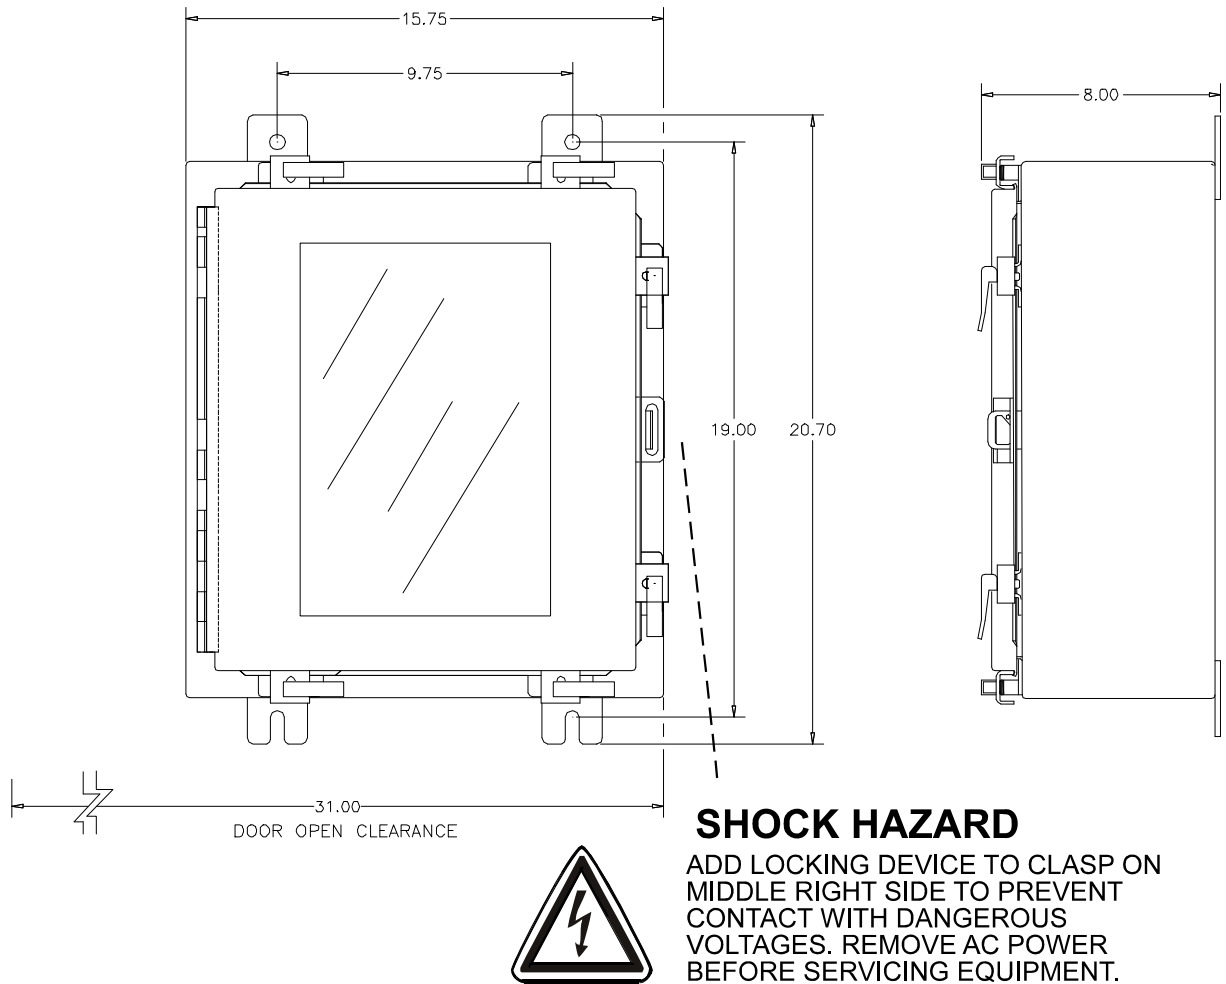 15.75
9.75
8.00
19.00
20.70
31.00
DOOR OPEN CLEARANCE
SHOCK HAZARD
ADD LOCKING DEVICE TO CLASP ON
MIDDLE RIGHT SIDE TO PREVENT
CONTACT WITH DANGEROUS
VOLTAGES. REMOVE AC POWER
BEFORE SERVICING EQUIPMENT.